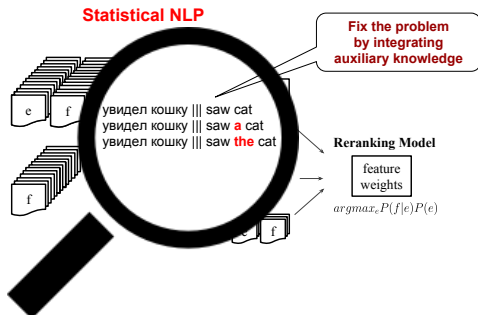 Statistical NLP
Fix the problem
by integrating
auxiliary knowledge
e
f
увидел кошку ||| saw cat
увидел кошку ||| saw a cat
увидел кошку ||| saw the cat
f
Reranking Model
feature
weights
argmaxₑP(f|e)P(e)
e
f